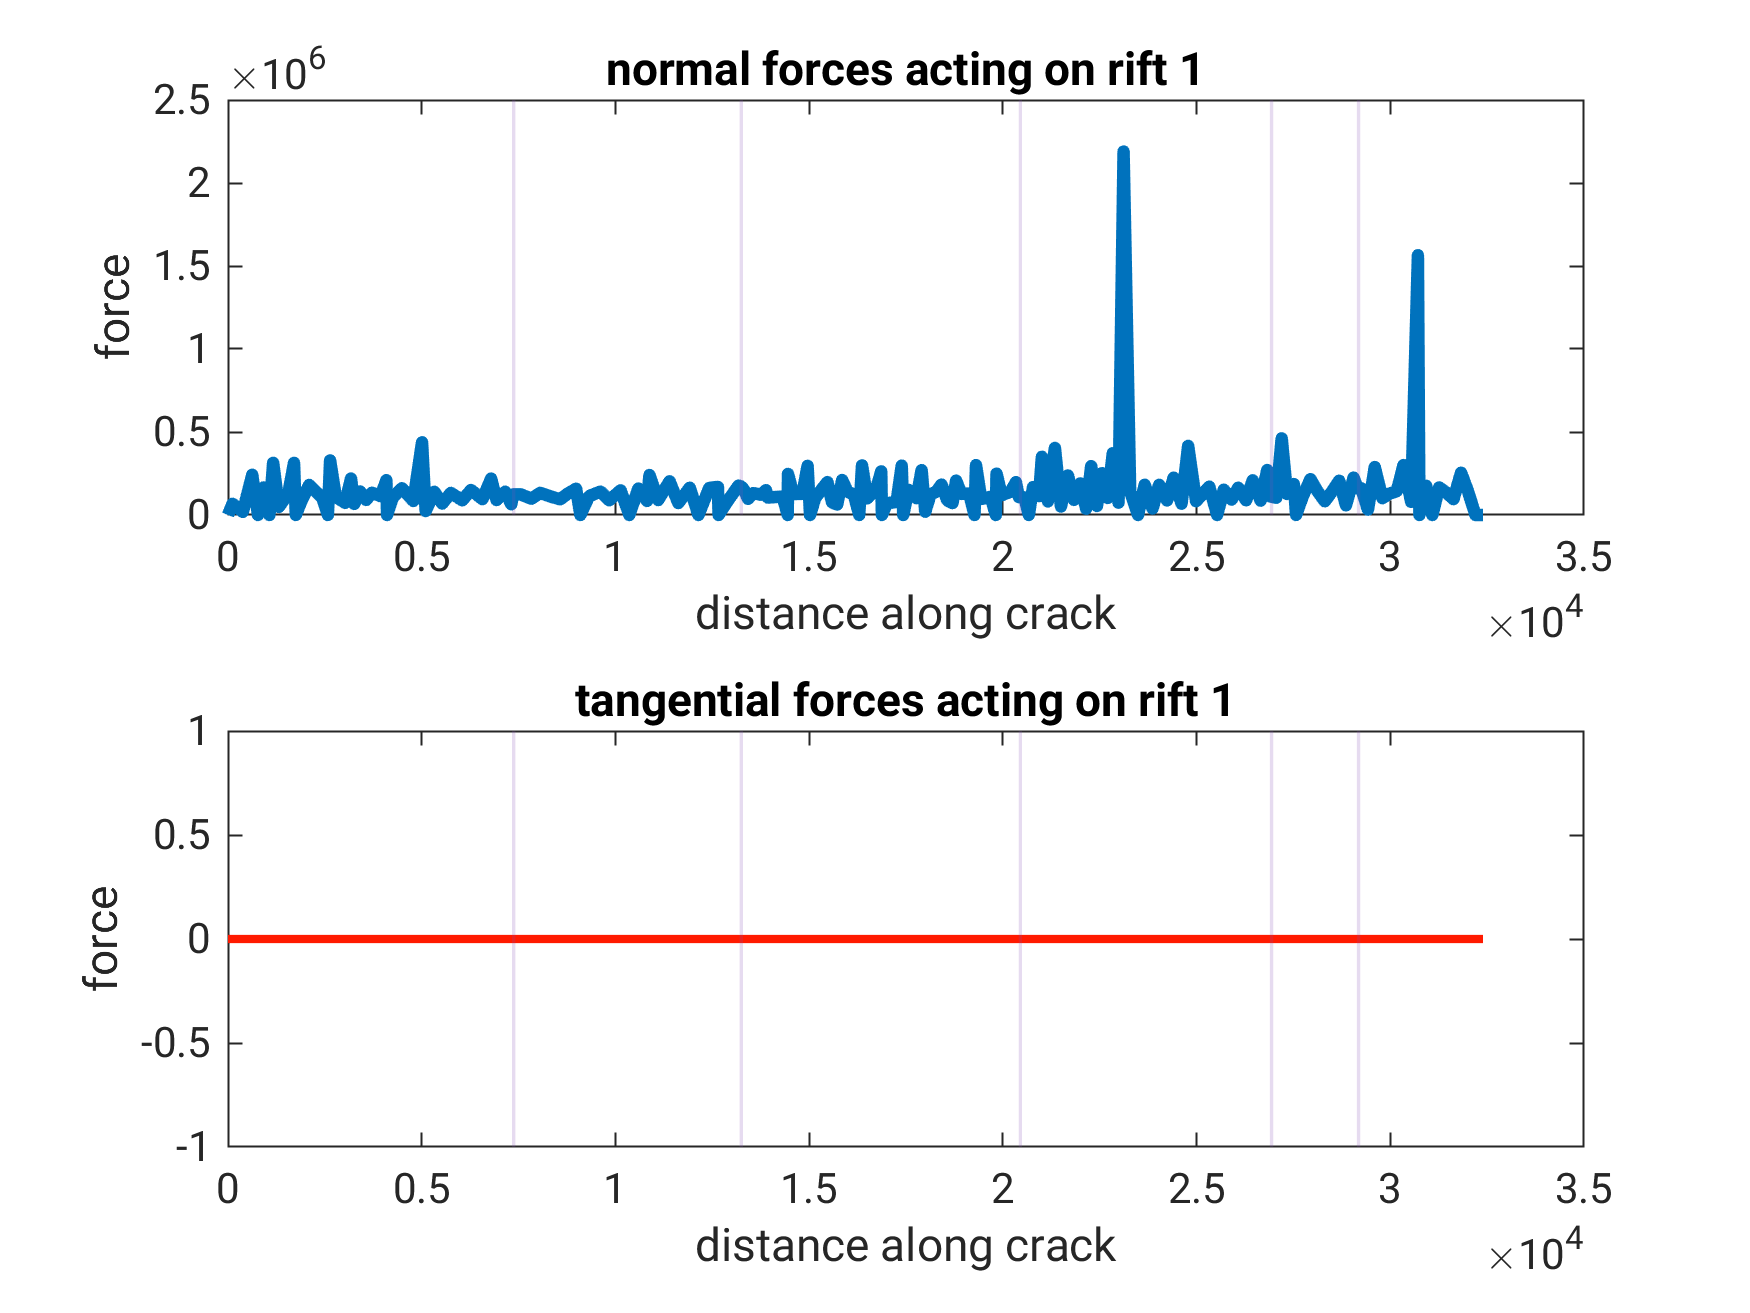 ×10^6
normal forces acting on rift 1
2.5
2
1.5
1
0.5
0
force
0 0.5 1 1.5 2 2.5 3 3.5
distance along crack
×10^4
tangential forces acting on rift 1
1
0.5
0
-0.5
-1
force
0 0.5 1 1.5 2 2.5 3 3.5
distance along crack
×10^4